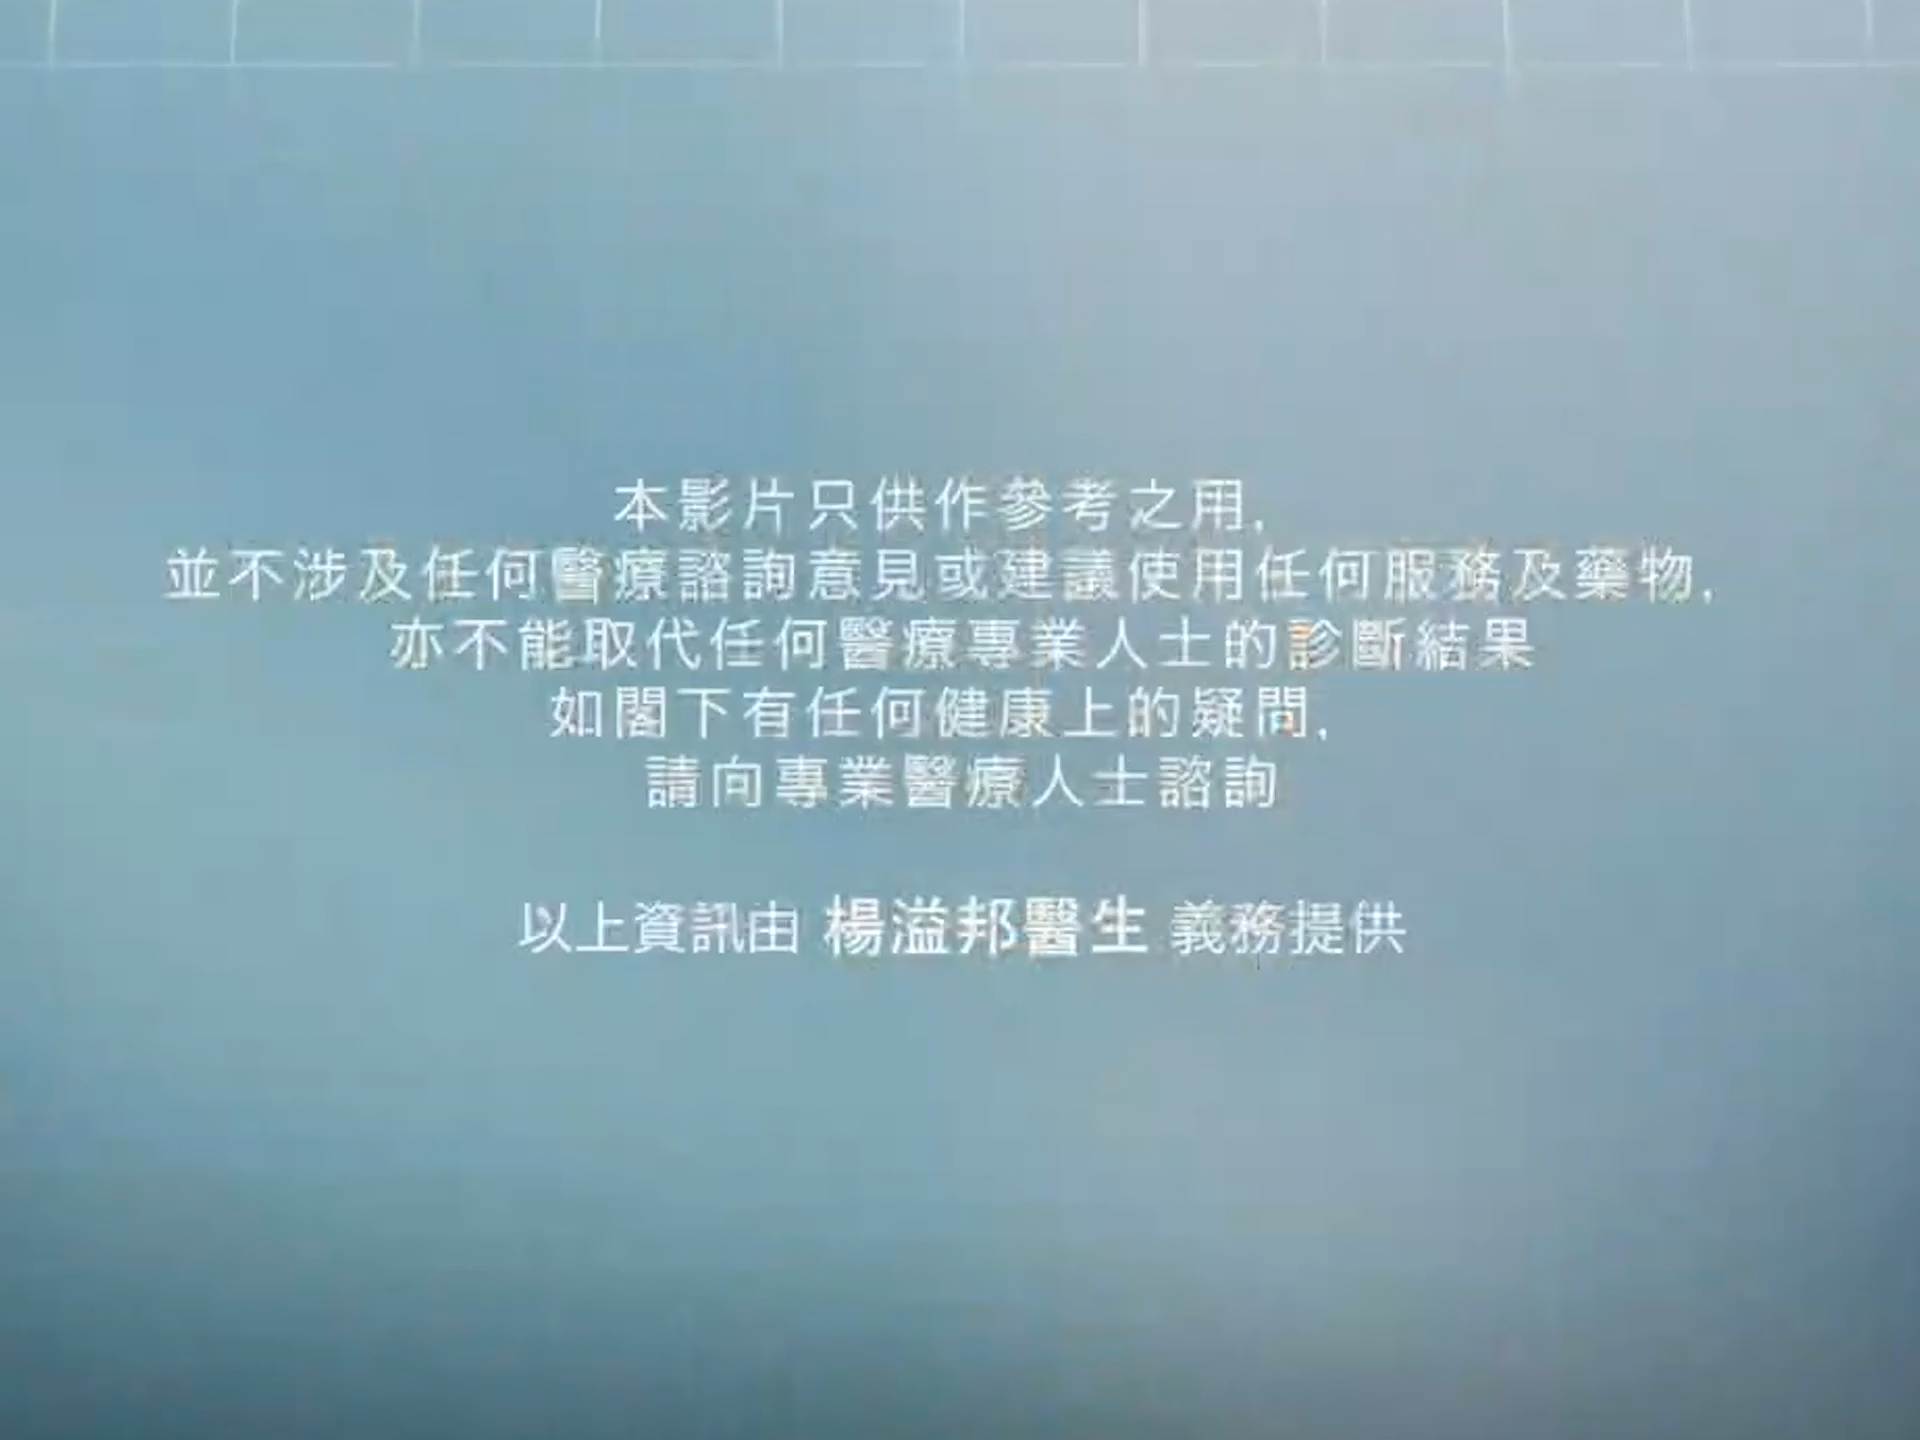 本影片只供作參考之用,
並不涉及任何醫療諮詢意見或建議使用任何服務及藥物,
亦不能取代任何醫療專業人士的診斷結果
如閣下有任何健康上的疑問,
請向專業醫療人士諮詢
以上資訊由 楊溢邦醫生 義務提供